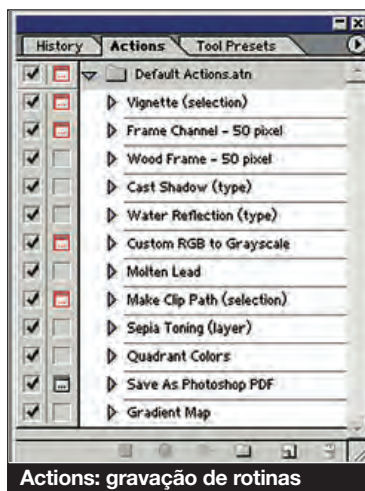 History Actions Tool Presets
Default Actions.atn
Vignette (selection)
Frame Channel - 50 pixel
Wood Frame - 50 pixel
Cast Shadow (type)
Water Reflection (type)
Custom RGB to Grayscale
Molten Lead
Make Clip Path (selection)
Sepia Toning (layer)
Quadrant Colors
Save As Photoshop PDF
Gradient Map
Actions: gravação de rotinas